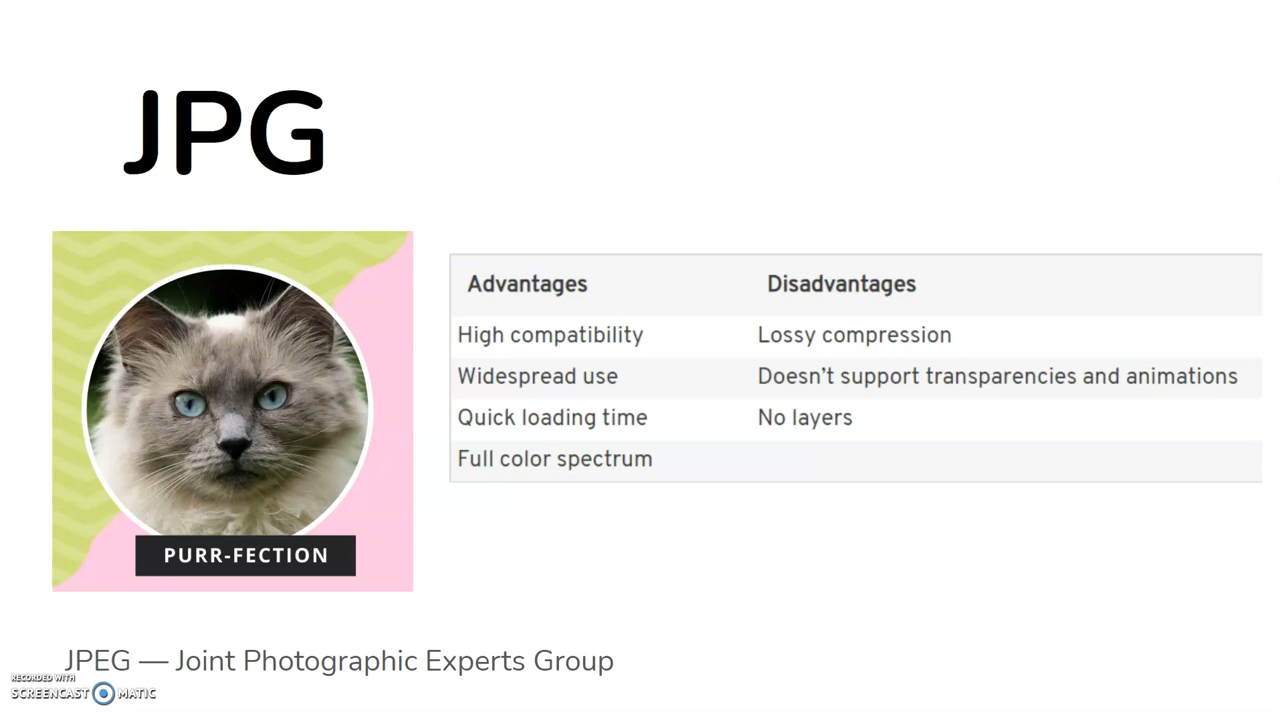 JPG
PURR-FECTION
Advantages Disadvantages
High compatibility Lossy compression
Widespread use Doesn’t support transparencies and animations
Quick loading time No layers
Full color spectrum
JPEG — Joint Photographic Experts Group
RECORDED WITH
SCREENCAST MATIC